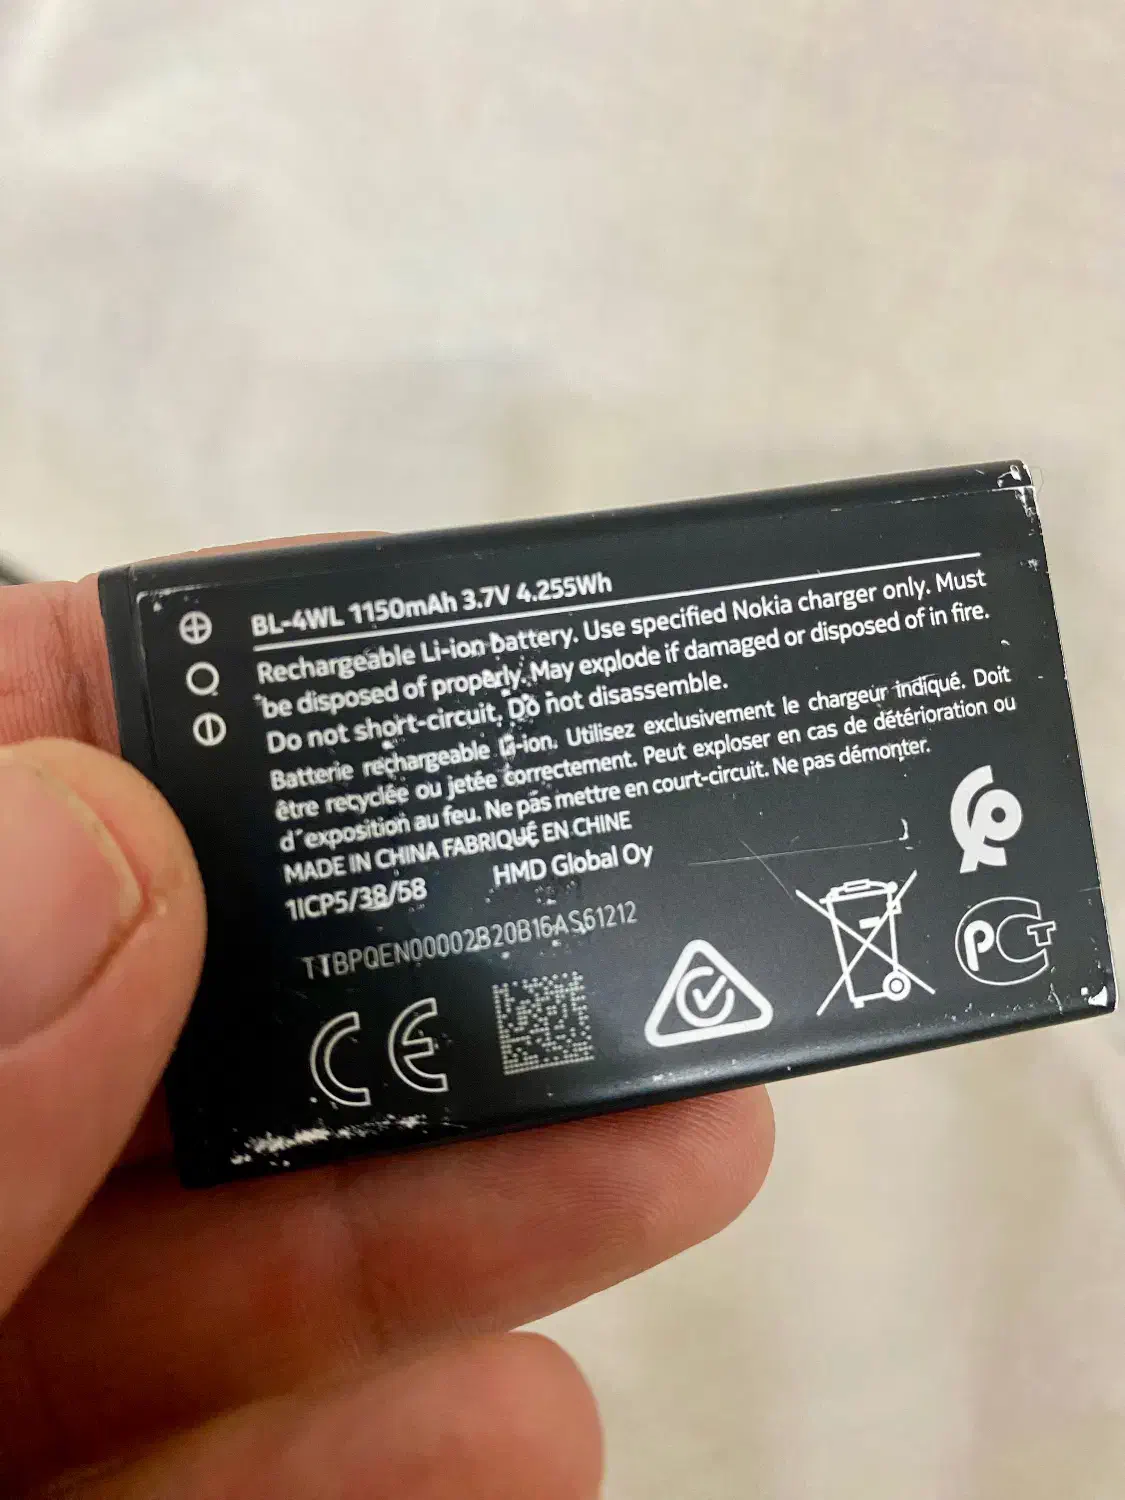 BL-4WL 1150mAh 3.7V 4.255Wh
Rechargeable Li-ion battery. Use specified Nokia charger only. Must
be disposed of properly. May explode if damaged or disposed of in fire.
Do not short-circuit. Do not disassemble.
Batterie rechargeable Li-ion. Utilisez exclusivement le chargeur indiqué. Doit
être recyclée ou jetée correctement. Peut exploser en cas de détérioration ou
d'exposition au feu. Ne pas mettre en court-circuit. Ne pas démonter.
MADE IN CHINA FABRIQUÉ EN CHINE
1ICP5/38/58 HMD Global Oy
TTBPQEN00002B20B16AS61212
CE
PCT